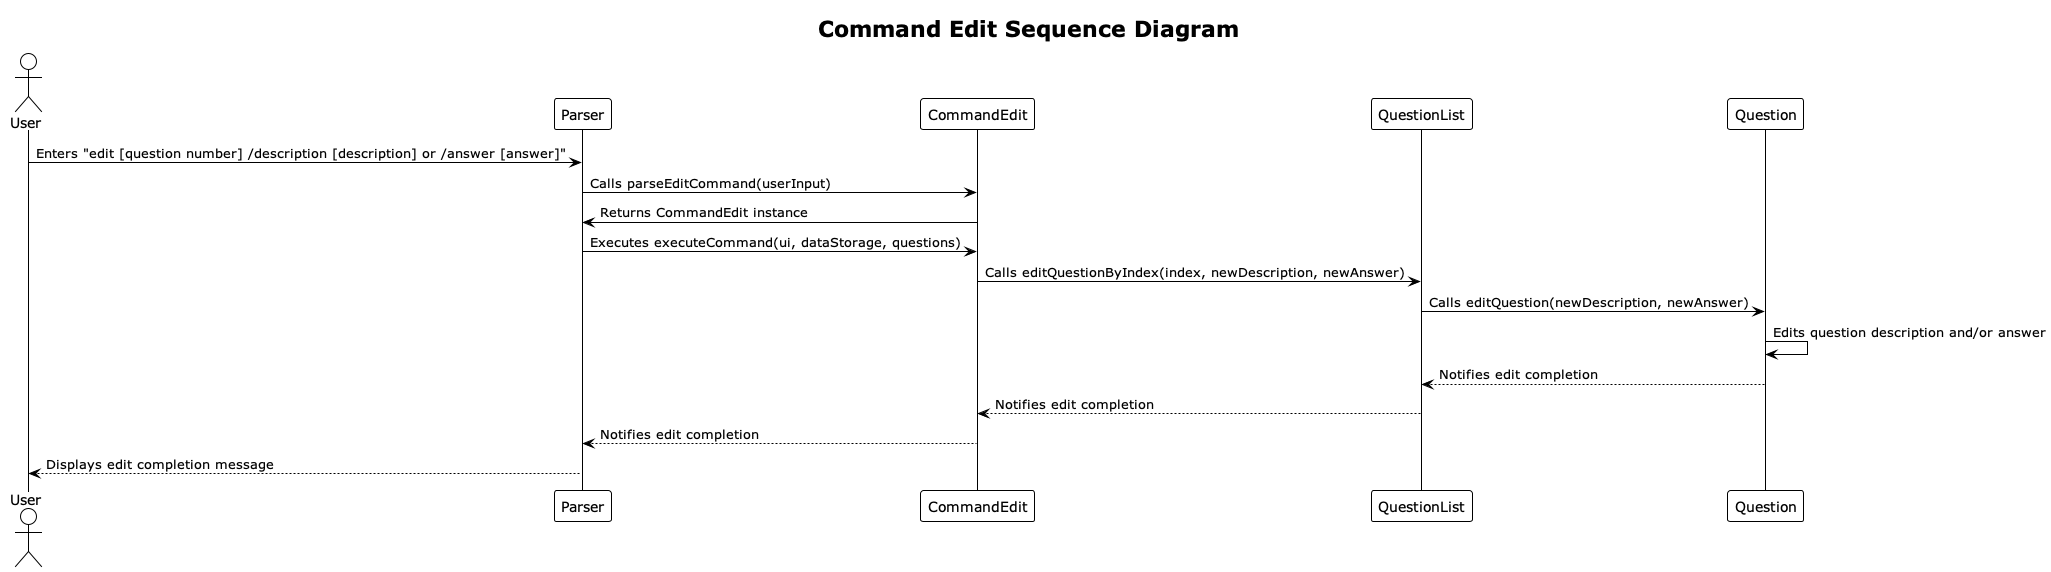 Command Edit Sequence Diagram
User
Parser
CommandEdit
QuestionList
Question
Enters "edit [question number] /description [description] or /answer [answer]"
Calls parseEditCommand(userInput)
Returns CommandEdit instance
Executes executeCommand(ui, dataStorage, questions)
Calls editQuestionByIndex(index, newDescription, newAnswer)
Calls editQuestion(newDescription, newAnswer)
Edits question description and/or answer
Notifies edit completion
Notifies edit completion
Notifies edit completion
Displays edit completion message
User
Parser
CommandEdit
QuestionList
Question